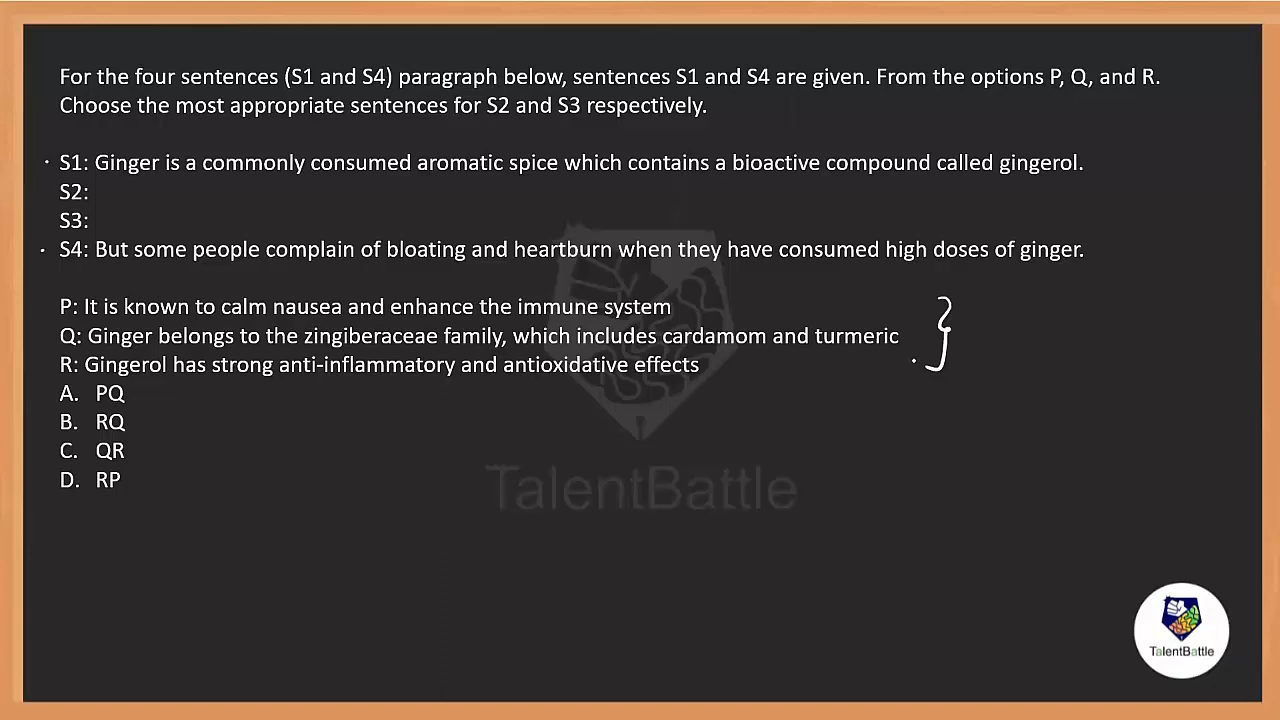 For the four sentences (S1 and S4) paragraph below, sentences S1 and S4 are given. From the options P, Q, and R.
Choose the most appropriate sentences for S2 and S3 respectively.
S1: Ginger is a commonly consumed aromatic spice which contains a bioactive compound called gingerol.
S2:
S3:
S4: But some people complain of bloating and heartburn when they have consumed high doses of ginger.
P: It is known to calm nausea and enhance the immune system
Q: Ginger belongs to the zingiberaceae family, which includes cardamom and turmeric
R: Gingerol has strong anti-inflammatory and antioxidative effects
A. PQ
B. RQ
C. QR
D. RP
TalentBattle
TalentBattle